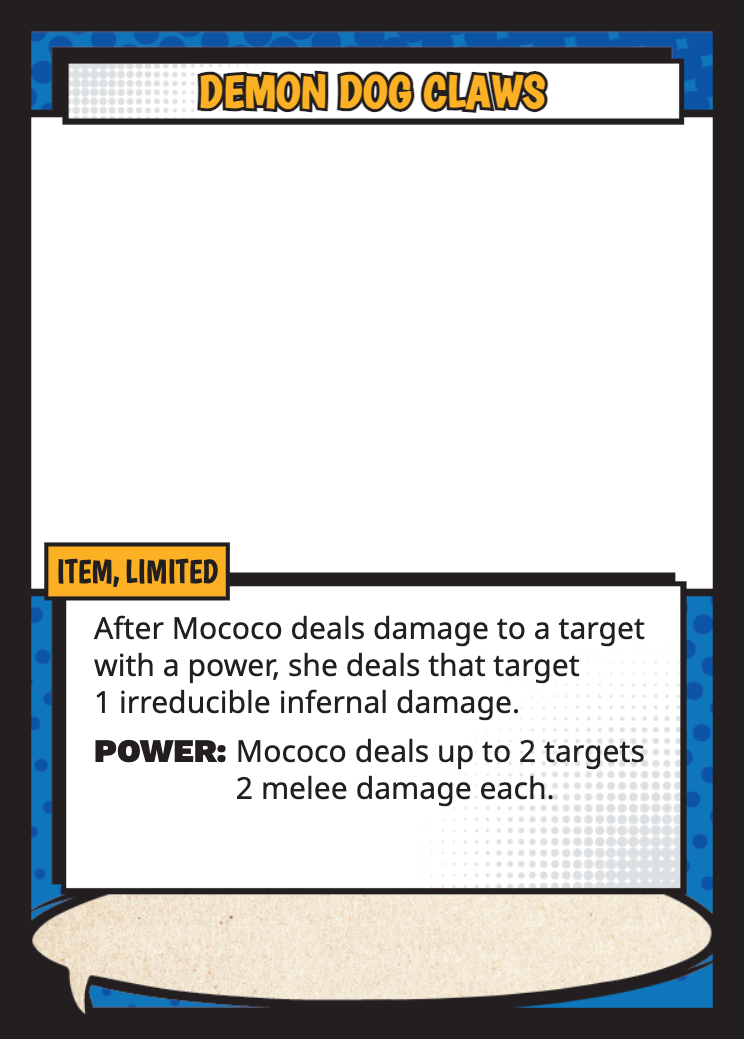 DEMON DOG CLAWS
ITEM, LIMITED
After Mococo deals damage to a target
with a power, she deals that target
1 irreducible infernal damage.
POWER: Mococo deals up to 2 targets
2 melee damage each.